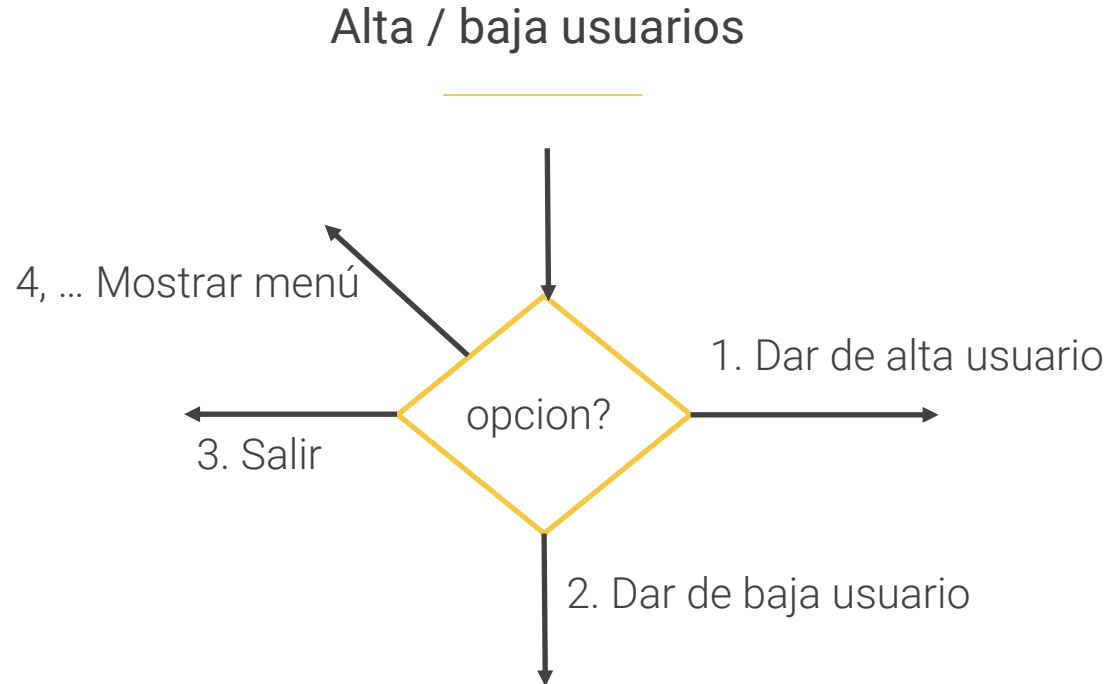 Alta / baja usuarios
4, ... Mostrar menú
1. Dar de alta usuario
opcion?
3. Salir
2. Dar de baja usuario